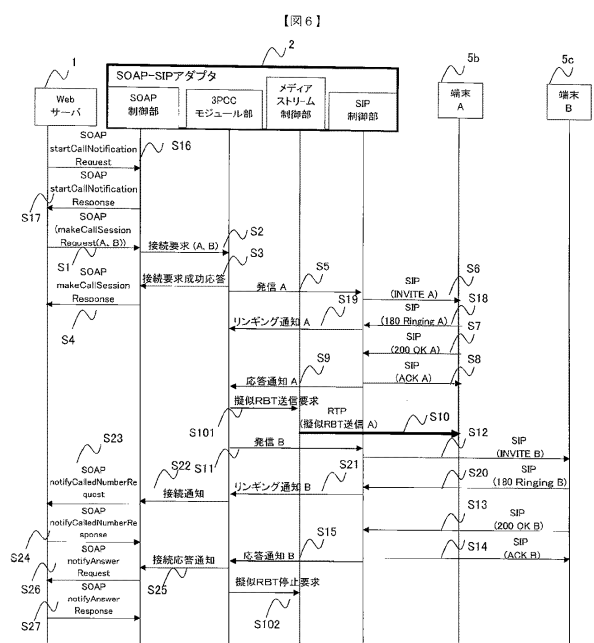 【図6】
2
1
5b
5c
SOAP-SIPアダプタ
Web
サーバ
SOAP
制御部
3PCC
モジュール部
メディア
ストリーム
制御部
SIP
制御部
端末
A
端末
B
SOAP
startCallNotification
Request
S16
SOAP
startCallNotification
Response
S17
SOAP
(makeCallSession
Request(A, B))
S1
接続要求 (A, B)
S2
S3
接続要求成功応答
SOAP
makeCallSession
Response
S4
発信 A
S5
SIP
(INVITE A)
S6
S19
リンギング通知 A
SIP
(180 Ringing A)
S18
S7
SIP
(200 OK A)
S9
応答通知 A
S8
SIP
(ACK A)
擬似RBT送信要求
S101
RTP
(擬似RBT送信 A)
S10
発信 B
S11
S12
SIP
(INVITE B)
S23
SOAP
notifyCalledNumberRe
quest
S22
接続通知
S21
リンギング通知 B
S20
SIP
(180 Ringing B)
SOAP
notifyCalledNumberRe
sponse
S24
S13
SIP
(200 OK B)
S15
応答通知 B
S14
SIP
(ACK B)
SOAP
notifyAnswer
Request
S26
接続応答通知
S25
擬似RBT停止要求
S102
SOAP
notifyAnswer
Response
S27